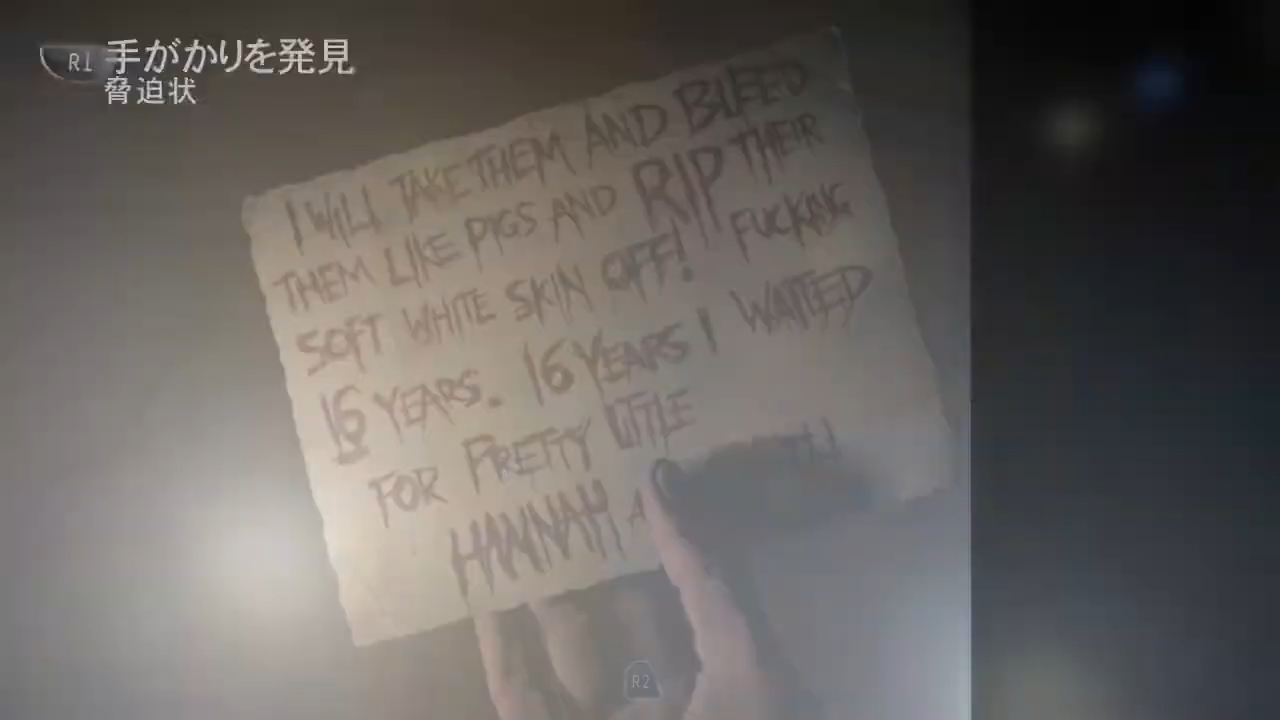 R1 手がかりを発見
脅迫状
I WILL TAKE THEM AND BLEED
THEM LIKE PIGS AND RIP THEIR
SOFT WHITE SKIN OFF! FUCKING
16 YEARS. 16 YEARS I WAITED
FOR PRETTY LITTLE
HANNAH
R2